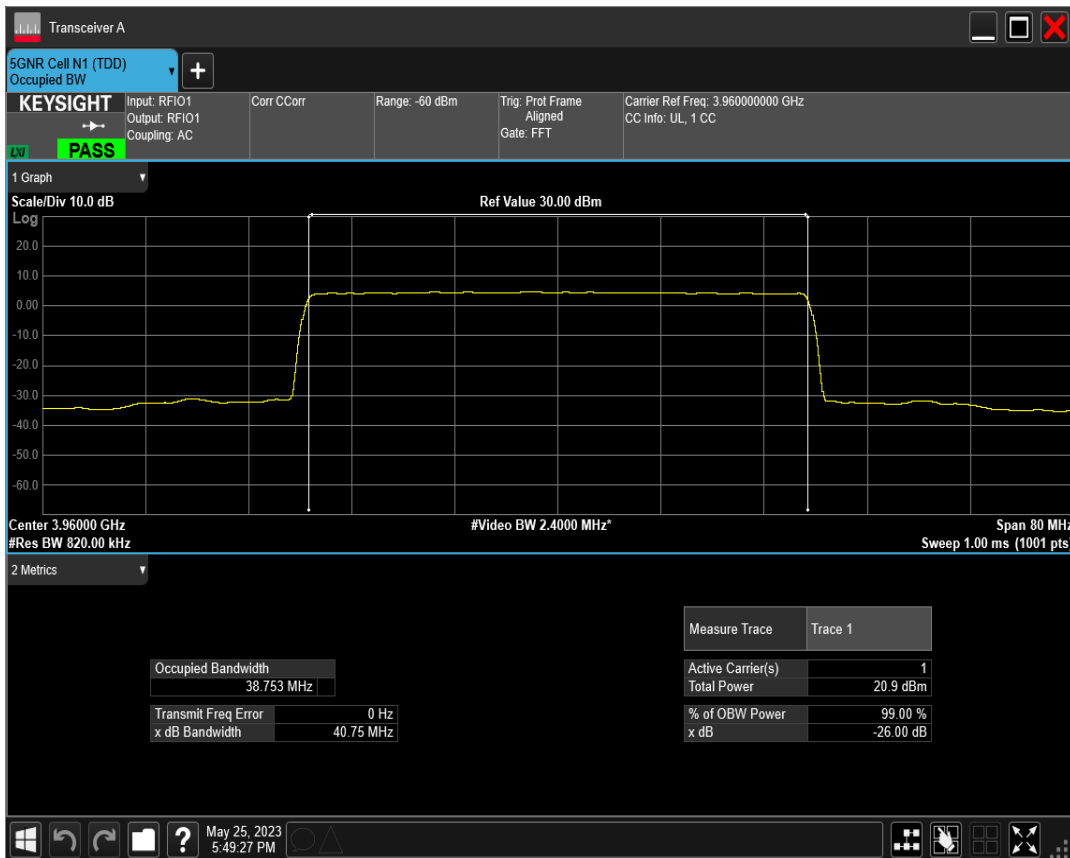 Transceiver A
5GNR Cell N1 (TDD)
Occupied BW
+
KEYSIGHT
LXI
PASS
Input: RFIO1
Output: RFIO1
Coupling: AC
Corr CCorr
Range: -60 dBm
Trig: Prot Frame
Aligned
Gate: FFT
Carrier Ref Freq: 3.960000000 GHz
CC Info: UL, 1 CC
1 Graph
Scale/Div 10.0 dB
Ref Value 30.00 dBm
Log
20.0
10.0
0.00
-10.0
-20.0
-30.0
-40.0
-50.0
-60.0
Center 3.96000 GHz
#Video BW 2.4000 MHz*
Span 80 MHz
#Res BW 820.00 kHz
Sweep 1.00 ms (1001 pts)
2 Metrics
Measure Trace Trace 1
Occupied Bandwidth
38.753 MHz
Active Carrier(s) 1
Total Power 20.9 dBm
Transmit Freq Error 0 Hz
x dB Bandwidth 40.75 MHz
% of OBW Power 99.00 %
x dB -26.00 dB
?
May 25, 2023
5:49:27 PM